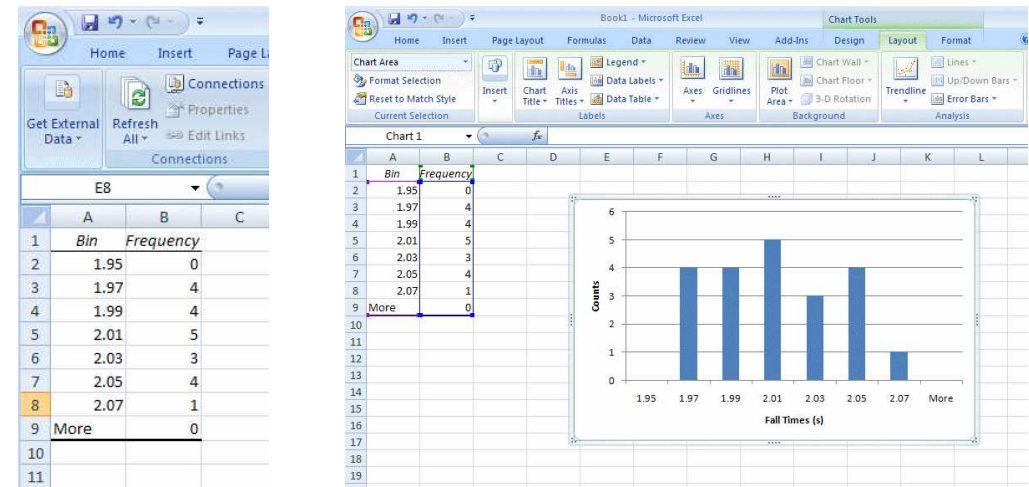 Home Insert Page La
Get External Data
Refresh All
Connections
Properties
Edit Links
Connections
E8
A B C
1 Bin Frequency
2 1.95 0
3 1.97 4
4 1.99 4
5 2.01 5
6 2.03 3
7 2.05 4
8 2.07 1
9 More 0
10
11
Book1 - Microsoft Excel Chart Tools
Home Insert Page Layout Formulas Data Review View Add-Ins Design Layout Format
Chart Area
Format Selection
Reset to Match Style
Current Selection
Insert
Chart Title
Axis Titles
Legend
Data Labels
Data Table
Labels
Axes
Gridlines
Axes
Plot Area
Chart Wall
Chart Floor
3-D Rotation
Background
Trendline
Lines
Up/Down Bars
Error Bars
Analysis
Chart 1 fx
A B C D E F G H I J K L
1 Bin Frequency
2 1.95 0
3 1.97 4
4 1.99 4
5 2.01 5
6 2.03 3
7 2.05 4
8 2.07 1
9 More 0
10
11
12
13
14
15
16
17
18
19
6
5
4
3
2
1
0
Counts
1.95 1.97 1.99 2.01 2.03 2.05 2.07 More
Fall Times (s)